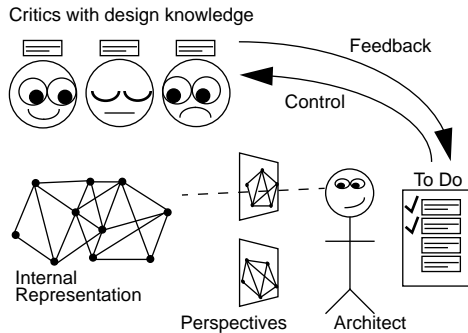 Critics with design knowledge
Feedback
Control
To Do
Internal
Representation
Perspectives
Architect